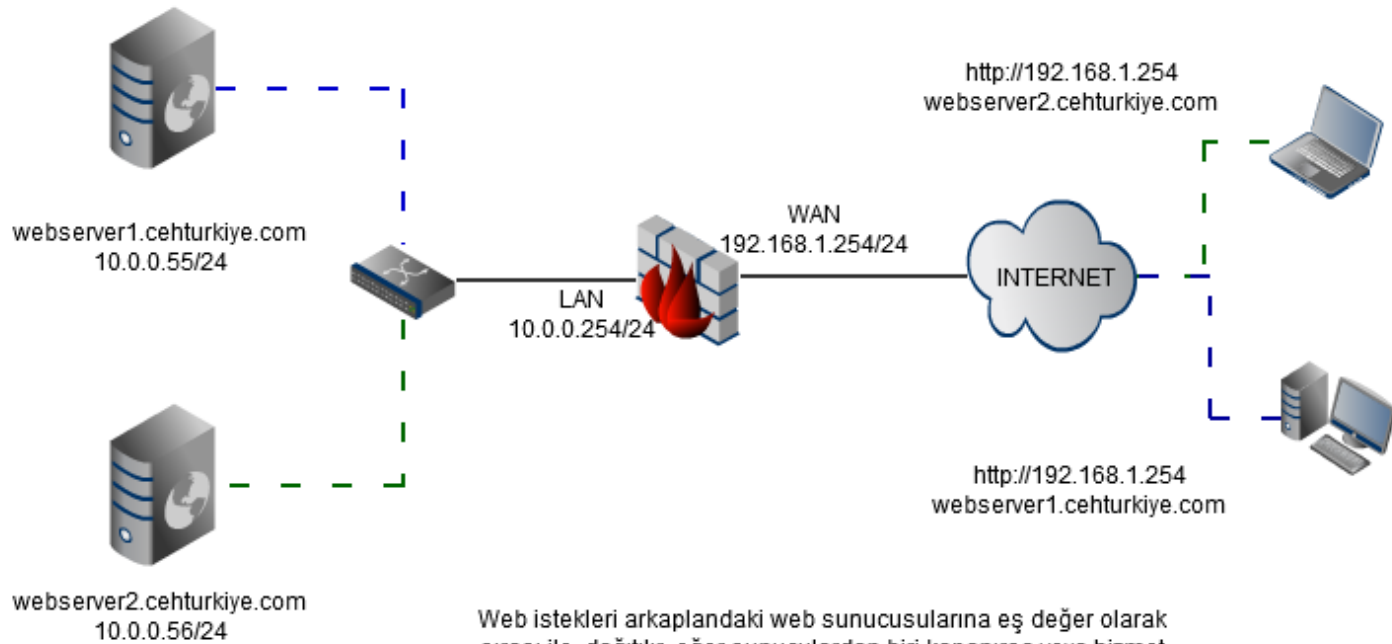 http://192.168.1.254
webserver2.cehturkiye.com
webserver1.cehturkiye.com
10.0.0.55/24
WAN
192.168.1.254/24
INTERNET
LAN
10.0.0.254/24
http://192.168.1.254
webserver1.cehturkiye.com
webserver2.cehturkiye.com
10.0.0.56/24
Web istekleri arkaplandaki web sunucusularına eş değer olarak